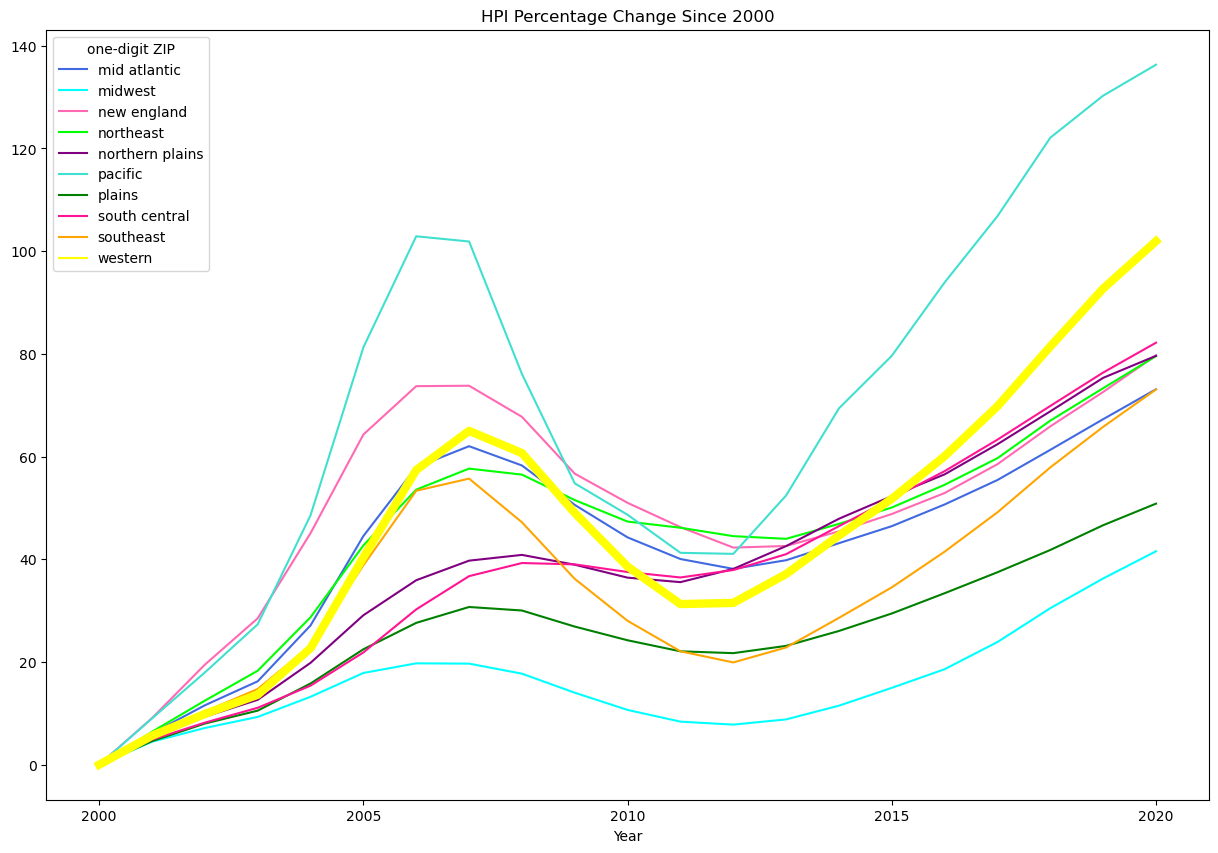 HPI Percentage Change Since 2000
140
120
100
80
60
40
20
0
one-digit ZIP
mid atlantic
midwest
new england
northeast
northern plains
pacific
plains
south central
southeast
western
2000 2005 2010 2015 2020
Year